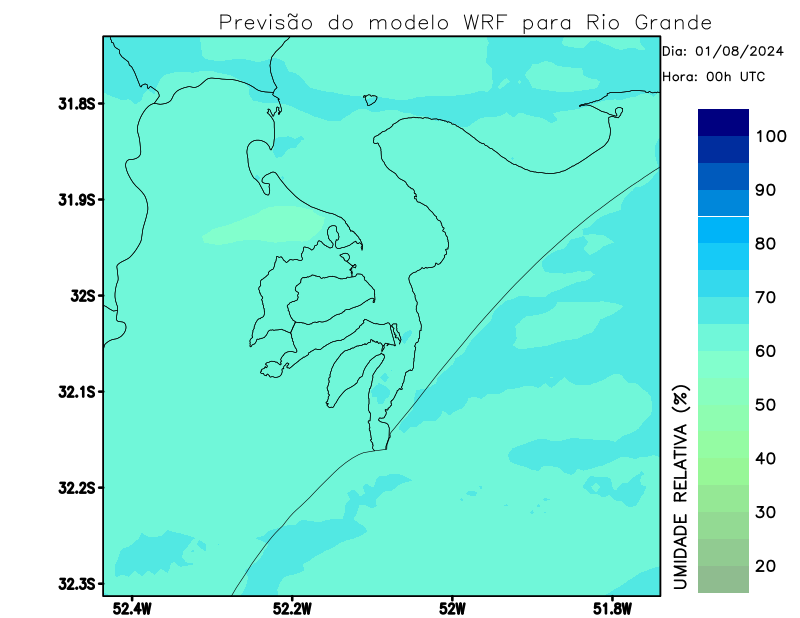 Previsão do modelo WRF para Rio Grande
Dia: 01/08/2024
Hora: 00h UTC
31.8S
31.9S
32S
32.1S
32.2S
32.3S
52.4W 52.2W 52W 51.8W
100
90
80
70
60
50
40
30
20
UMIDADE RELATIVA (%)